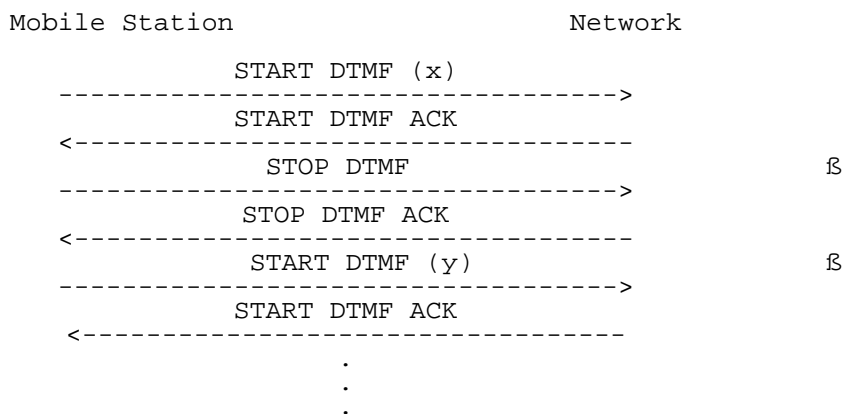 Mobile Station Network
START DTMF (x)
----------------------------------->
START DTMF ACK
<-----------------------------------
STOP DTMF ß
----------------------------------->
STOP DTMF ACK
<-----------------------------------
START DTMF (y) ß
----------------------------------->
START DTMF ACK
<----------------------------------
.
.
.